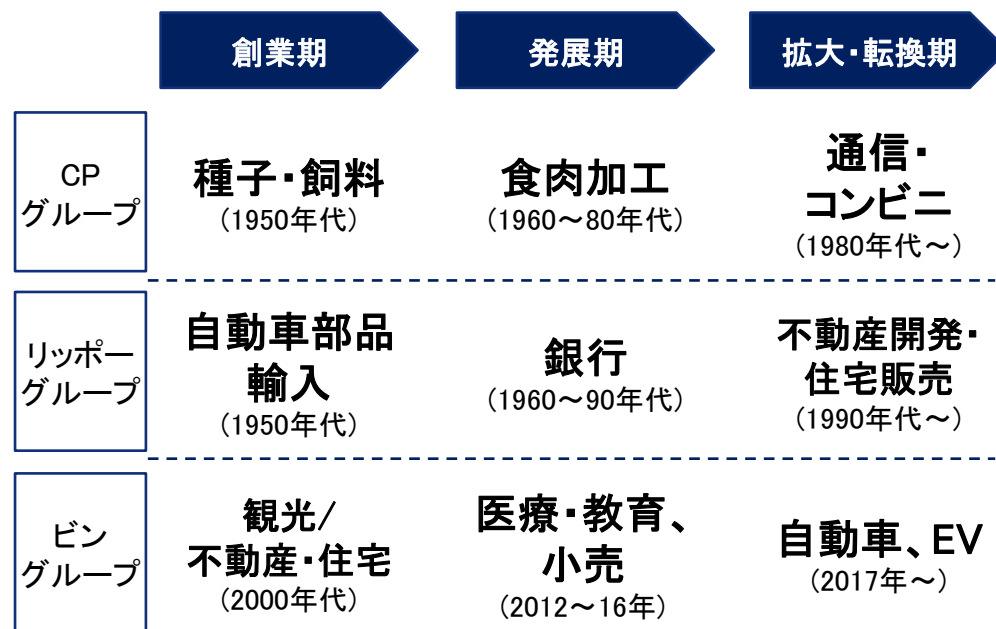 創業期
発展期
拡大・転換期
CP
グループ
種子・飼料
(1950年代)
食肉加工
(1960～80年代)
通信・
コンビニ
(1980年代～)
リッポー
グループ
自動車部品
輸入
(1950年代)
銀行
(1960～90年代)
不動産開発・
住宅販売
(1990年代～)
ビン
グループ
観光/
不動産・住宅
(2000年代)
医療・教育、
小売
(2012～16年)
自動車、EV
(2017年～)